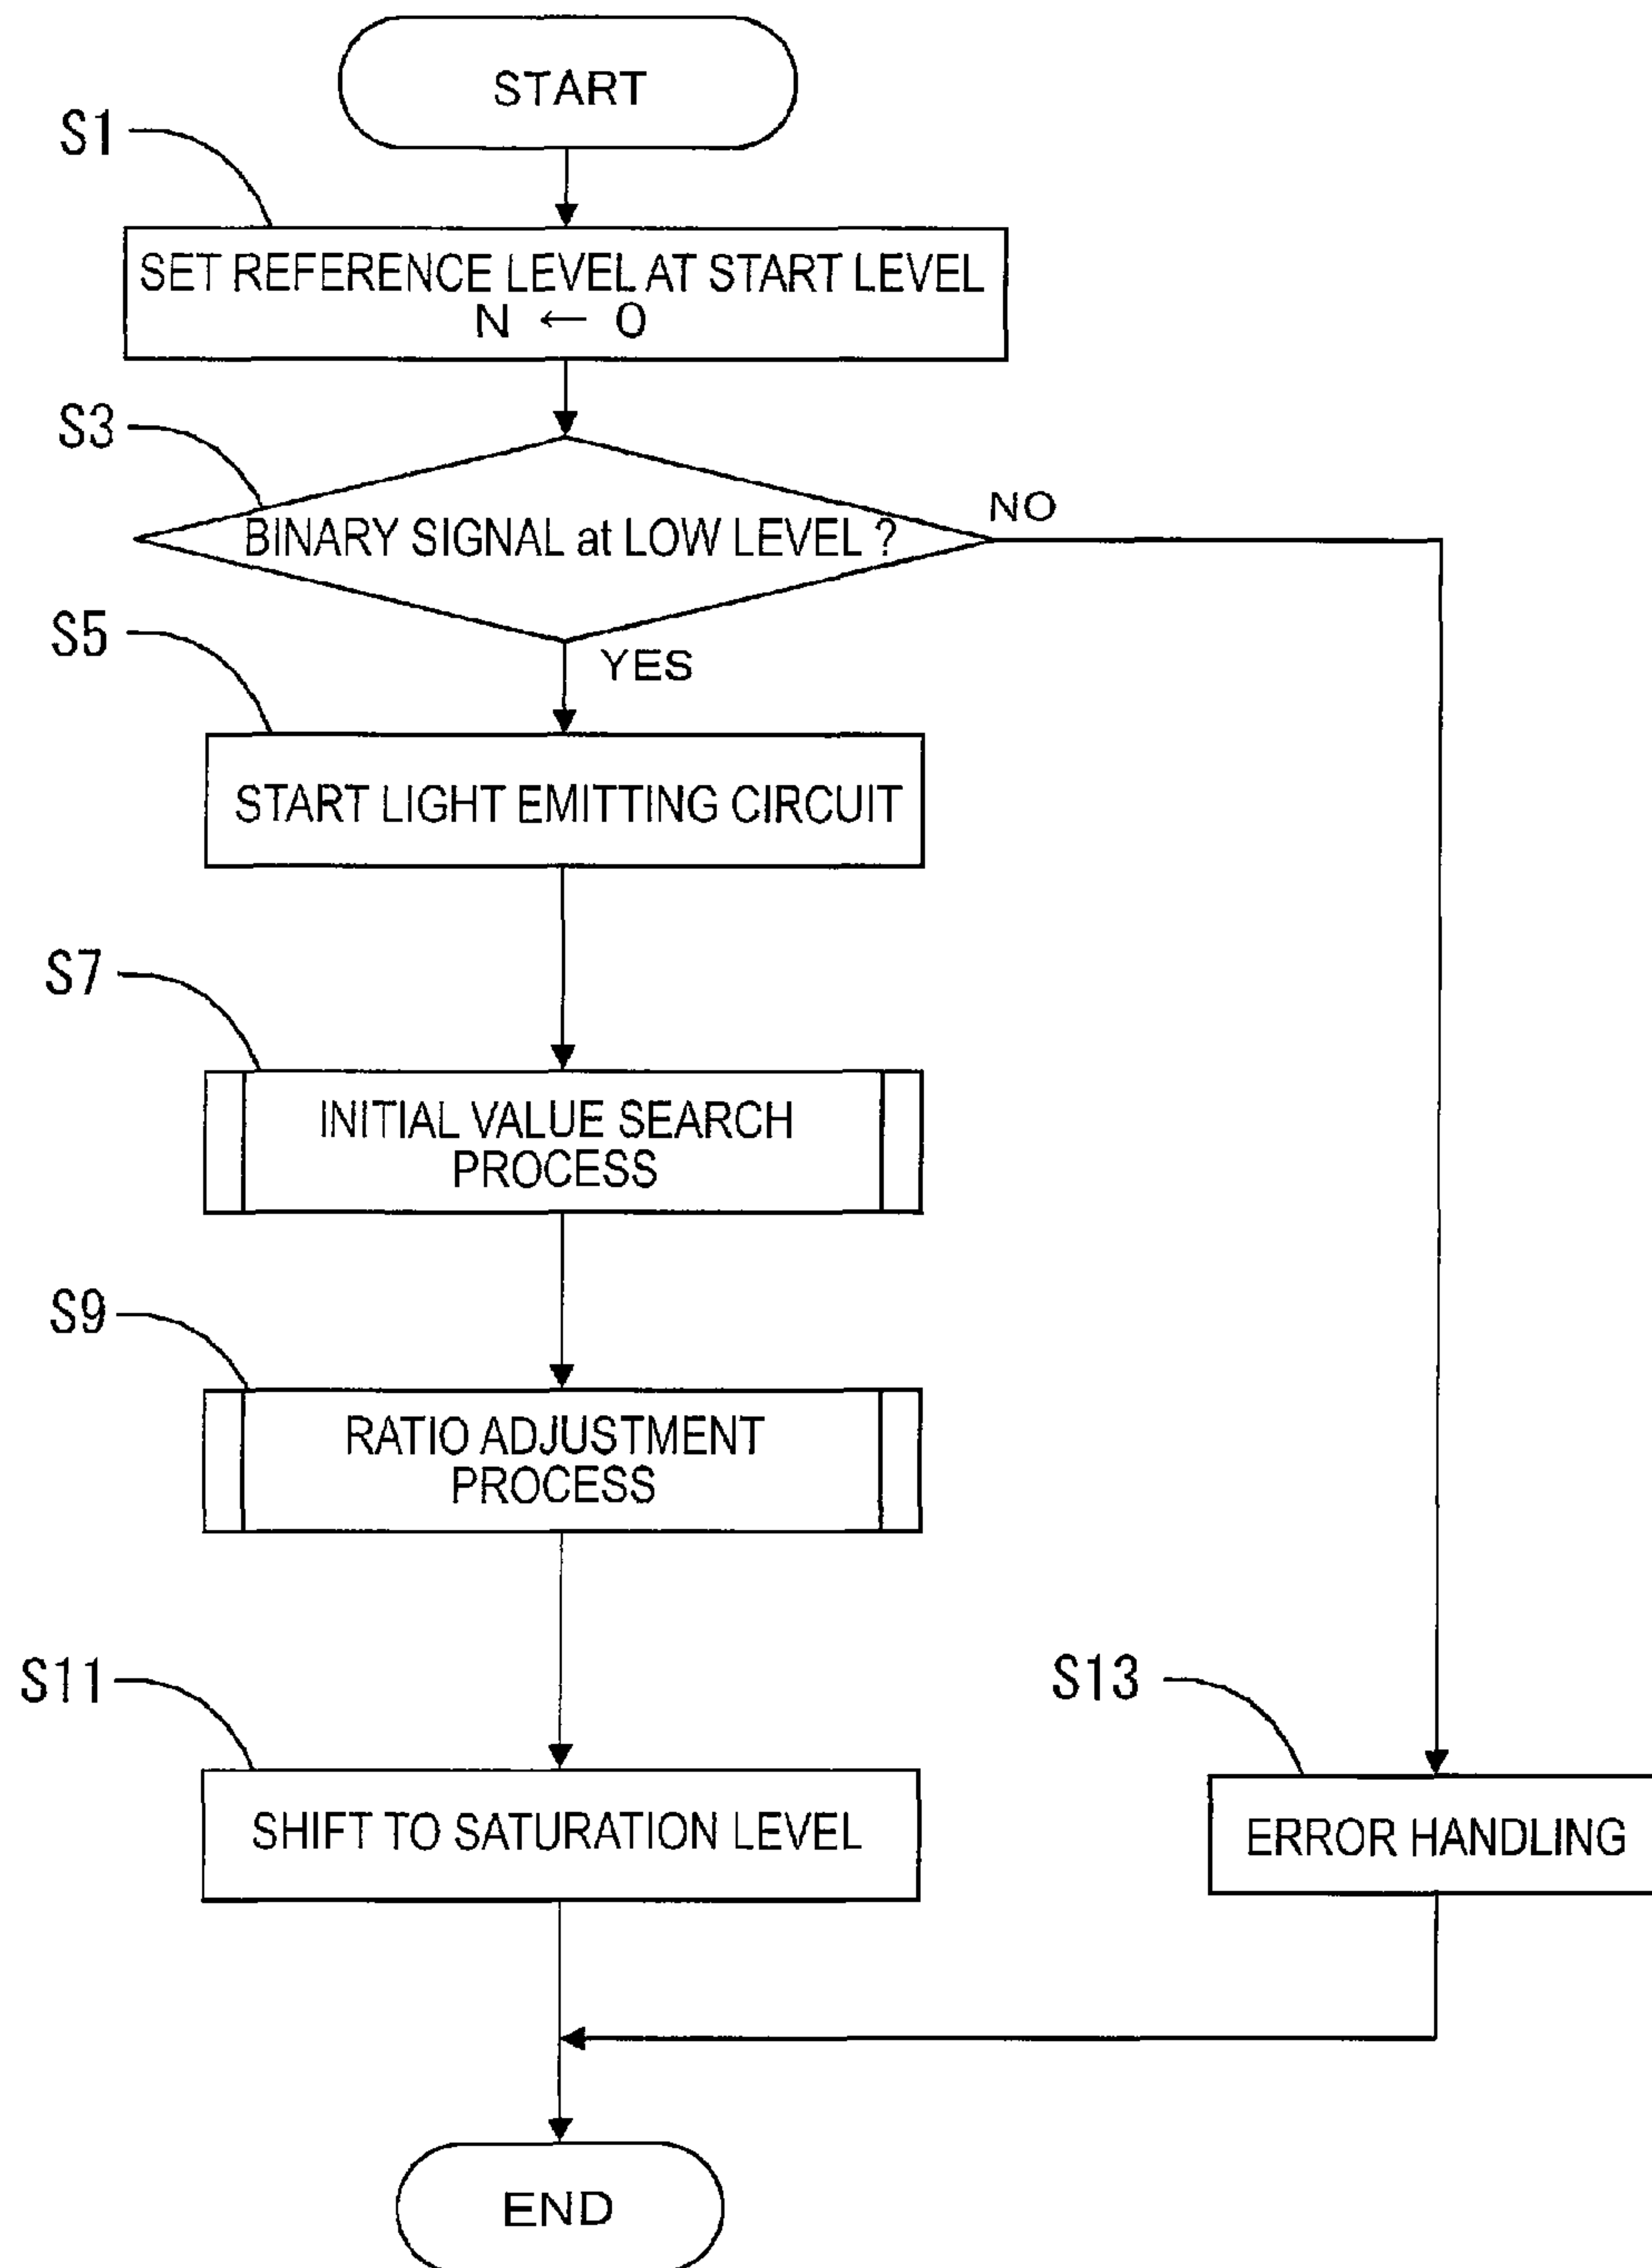 START
S1
SET REFERENCE LEVEL AT START LEVEL
N ← 0
S3
BINARY SIGNAL at LOW LEVEL ?
NO
YES
S5
START LIGHT EMITTING CIRCUIT
S7
INITIAL VALUE SEARCH
PROCESS
S9
RATIO ADJUSTMENT
PROCESS
S11
SHIFT TO SATURATION LEVEL
S13
ERROR HANDLING
END